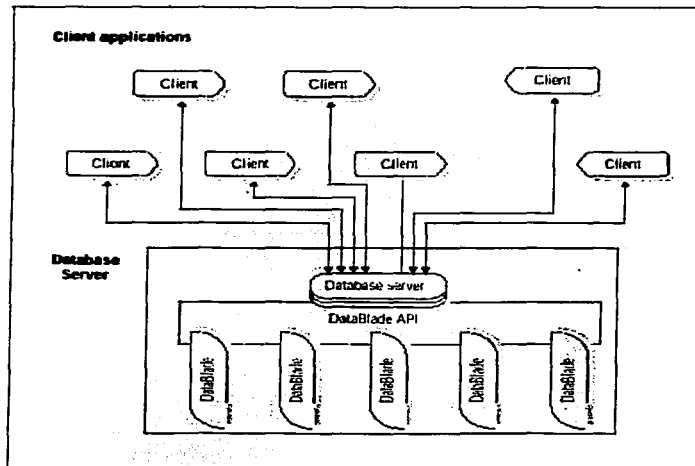 Client applications
Client
Client
Client
Client
Client
Client
Client
Database
Server
Database server
DataBlade API
DataBlade
DataBlade
DataBlade
DataBlade
DataBlade